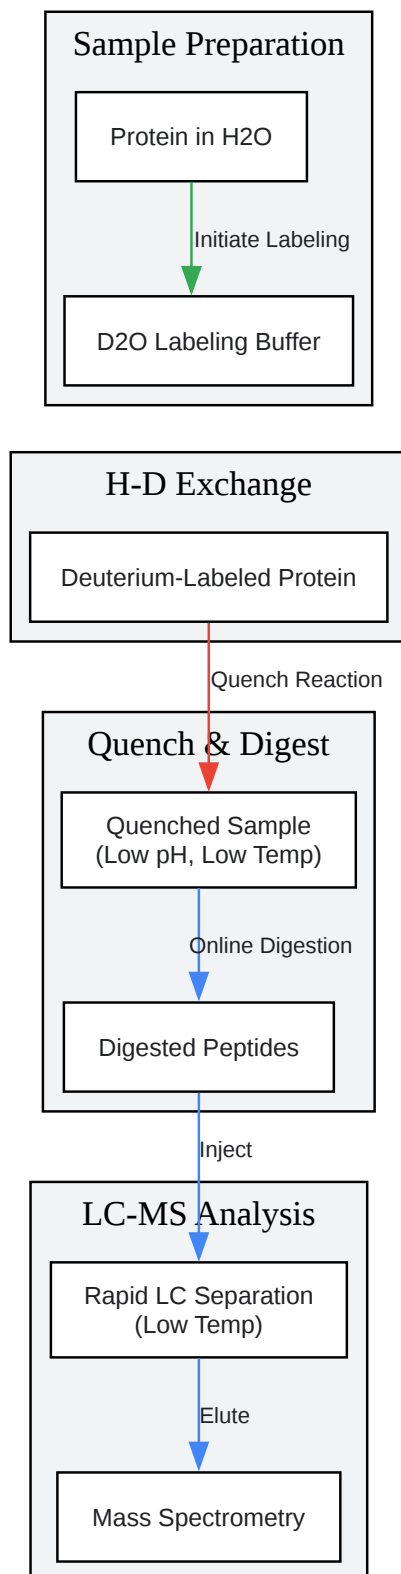 Sample Preparation
Protein in H2O
Initiate Labeling
D2O Labeling Buffer
H-D Exchange
Deuterium-Labeled Protein
Quench Reaction
Quench & Digest
Quenched Sample
(Low pH, Low Temp)
Online Digestion
Digested Peptides
Inject
LC-MS Analysis
Rapid LC Separation
(Low Temp)
Elute
Mass Spectrometry